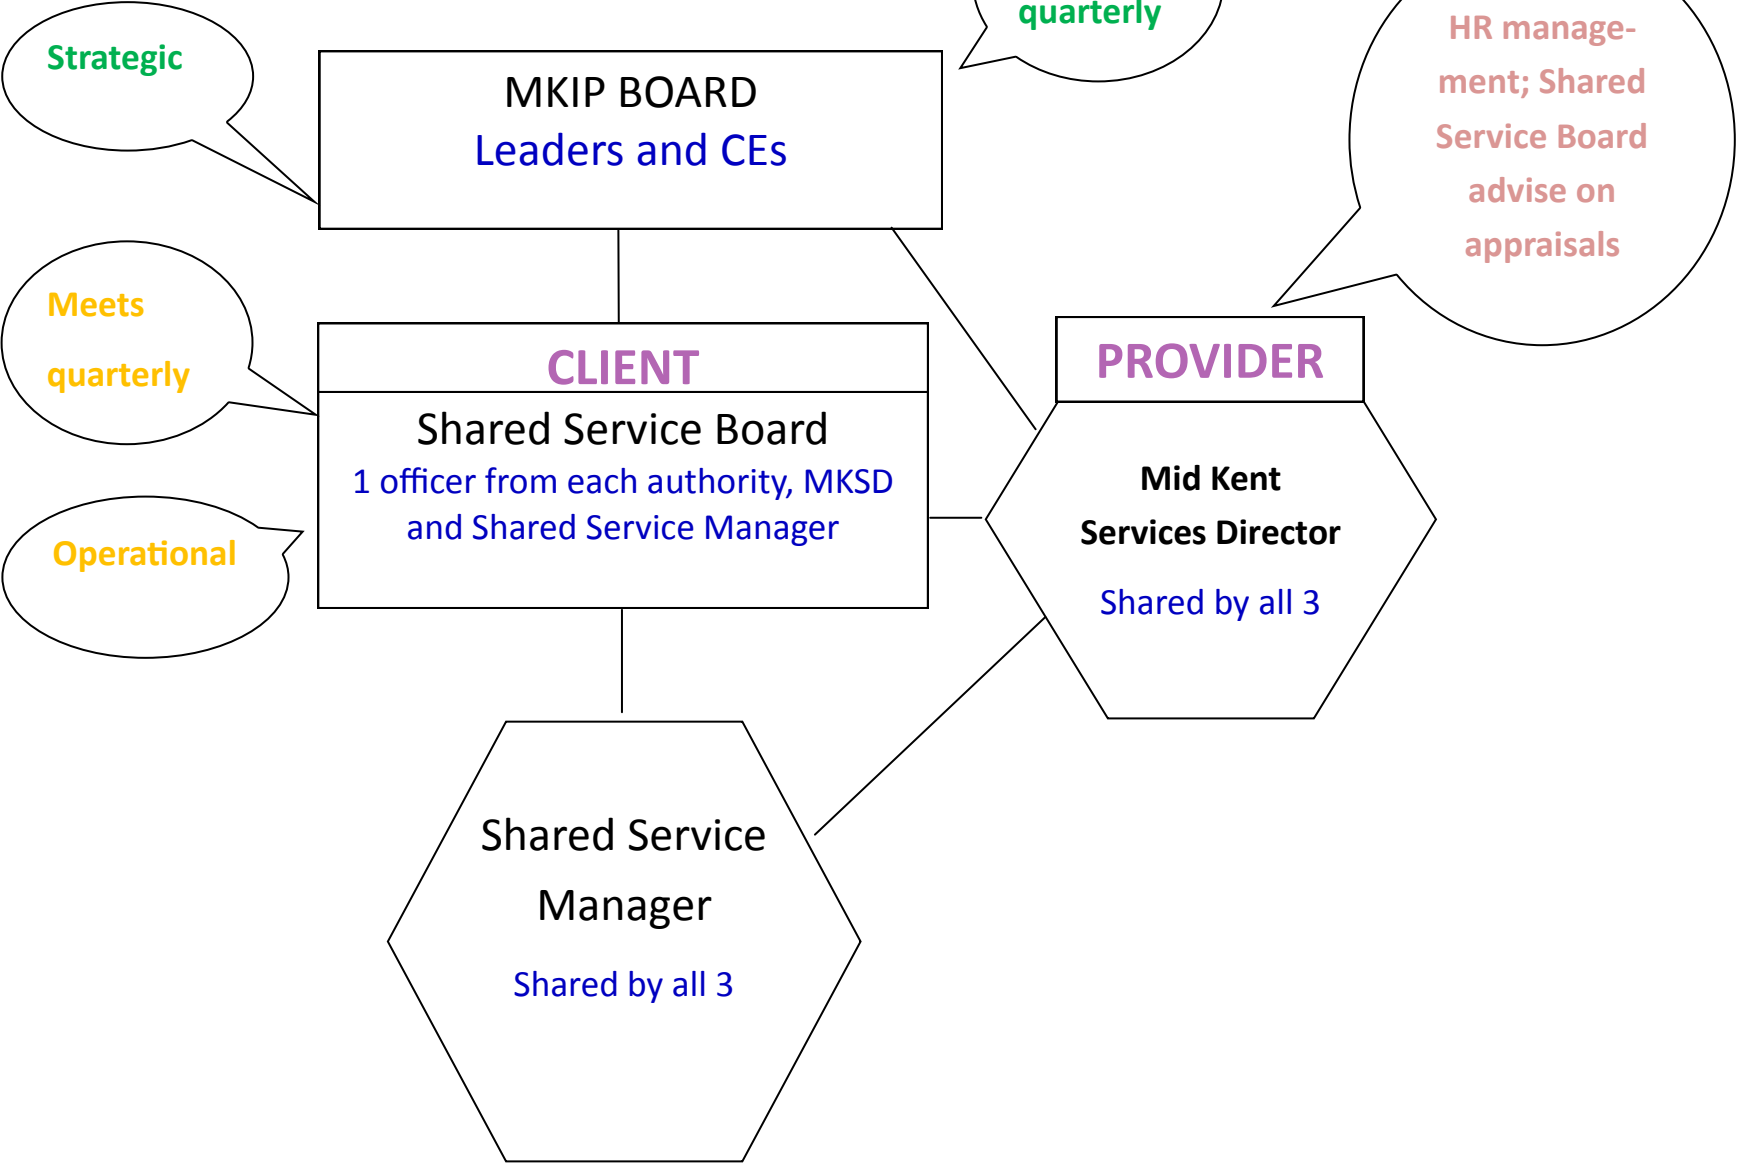 quarterly
HR manage-
ment; Shared
Service Board
advise on
appraisals
Strategic
MKIP BOARD
Leaders and CEs
Meets
quarterly
CLIENT
Shared Service Board
1 officer from each authority, MKSD
and Shared Service Manager
Operational
PROVIDER
Mid Kent
Services Director
Shared by all 3
Shared Service
Manager
Shared by all 3